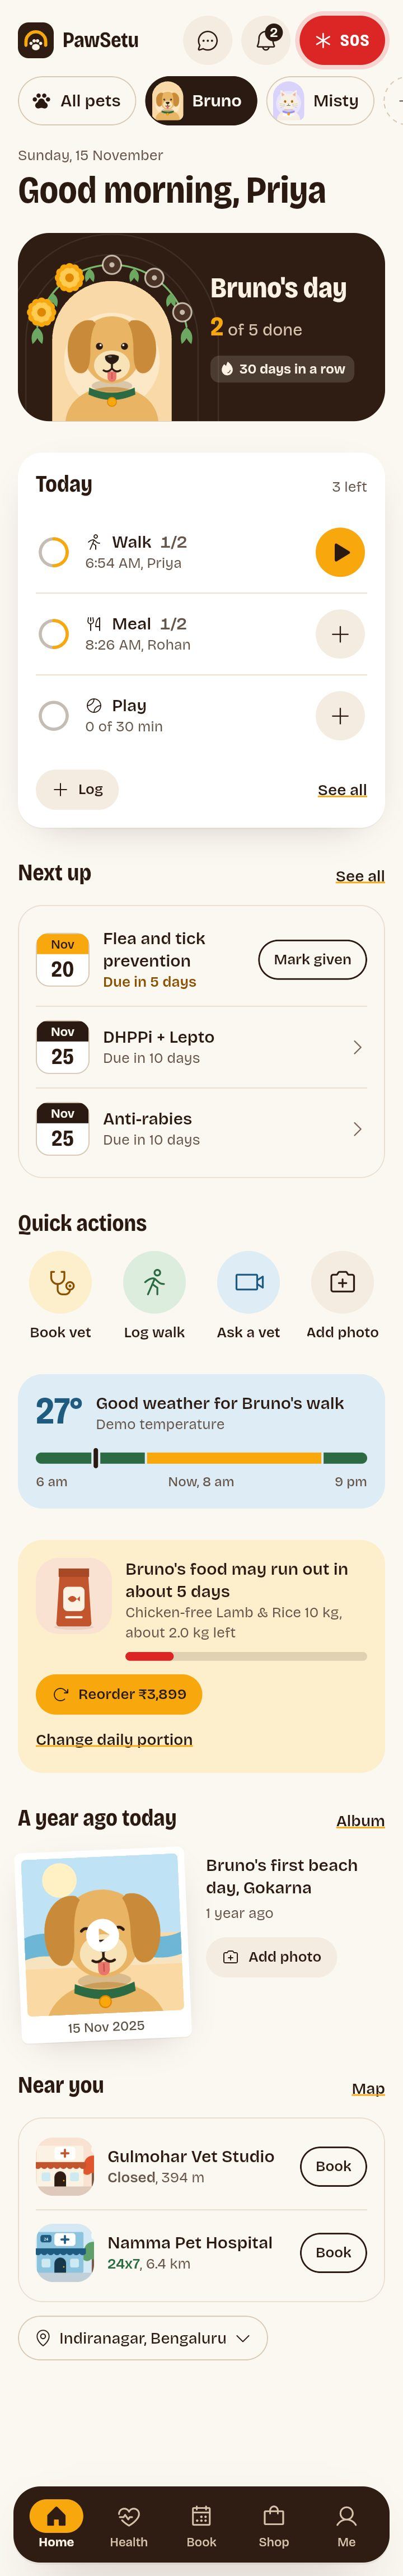 PawSetu
2
SOS
All pets
Bruno
Misty
Sunday, 15 November
Good morning, Priya
Bruno's day
2 of 5 done
30 days in a row
Today
3 left
Walk 1/2
6:54 AM, Priya
Meal 1/2
8:26 AM, Rohan
Play
0 of 30 min
Log
See all
Next up
See all
Nov
20
Flea and tick
prevention
Due in 5 days
Mark given
Nov
25
DHPPi + Lepto
Due in 10 days
Nov
25
Anti-rabies
Due in 10 days
Quick actions
Book vet
Log walk
Ask a vet
Add photo
27°
Good weather for Bruno's walk
Demo temperature
6 am
Now, 8 am
9 pm
Bruno's food may run out in
about 5 days
Chicken-free Lamb & Rice 10 kg,
about 2.0 kg left
Reorder ₹3,899
Change daily portion
A year ago today
Album
Bruno's first beach
day, Gokarna
1 year ago
Add photo
15 Nov 2025
Near you
Map
Gulmohar Vet Studio
Closed, 394 m
Book
Namma Pet Hospital
24x7, 6.4 km
Book
Indiranagar, Bengaluru
Home
Health
Book
Shop
Me